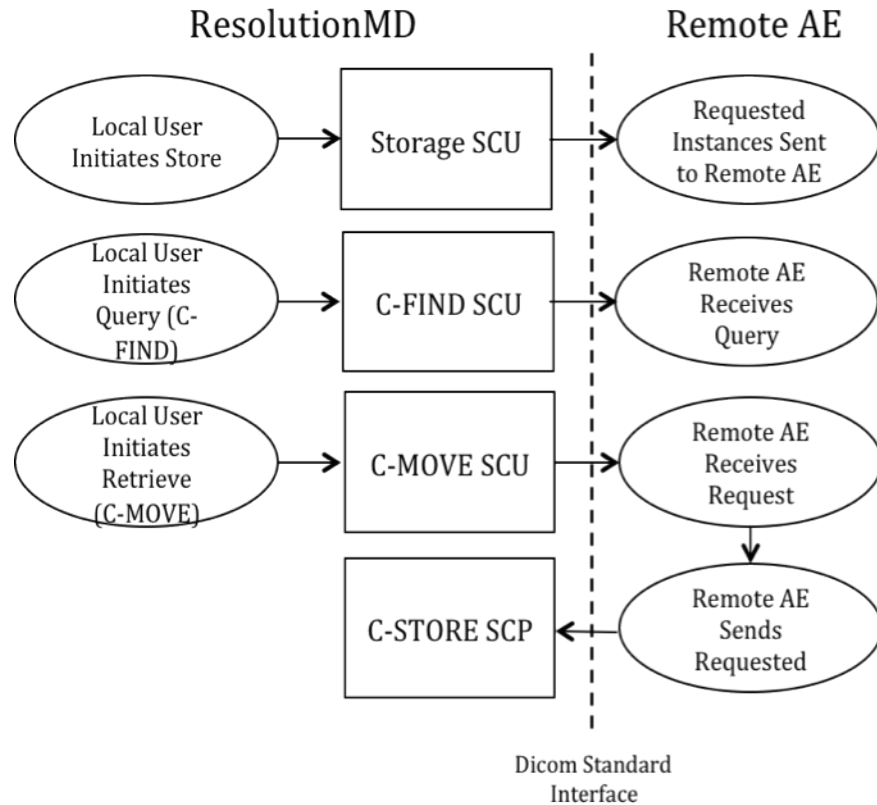 ResolutionMD
Remote AE
Local User
Initiates Store
Storage SCU
Requested
Instances Sent
to Remote AE
Local User
Initiates
Query (C-
FIND)
C-FIND SCU
Remote AE
Receives
Query
Local User
Initiates
Retrieve
(C-MOVE)
C-MOVE SCU
Remote AE
Receives
Request
C-STORE SCP
Remote AE
Sends
Requested
Dicom Standard
Interface